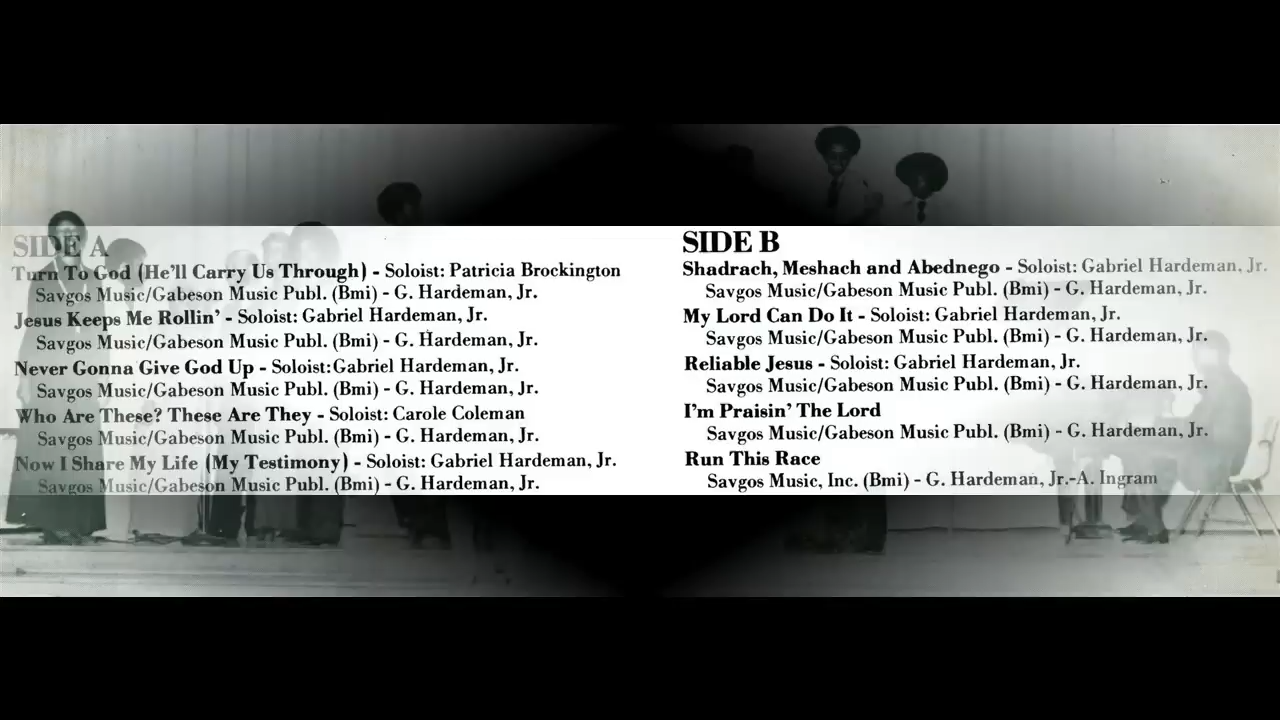 SIDE A
Turn To God (He'll Carry Us Through) - Soloist: Patricia Brockington
Savgos Music/Gabeson Music Publ. (Bmi) - G. Hardeman, Jr.
Jesus Keeps Me Rollin' - Soloist: Gabriel Hardeman, Jr.
Savgos Music/Gabeson Music Publ. (Bmi) - G. Hardeman, Jr.
Never Gonna Give God Up - Soloist:Gabriel Hardeman, Jr.
Savgos Music/Gabeson Music Publ. (Bmi) - G. Hardeman, Jr.
Who Are These? These Are They - Soloist: Carole Coleman
Savgos Music/Gabeson Music Publ. (Bmi) - G. Hardeman, Jr.
Now I Share My Life (My Testimony) - Soloist: Gabriel Hardeman, Jr.
Savgos Music/Gabeson Music Publ. (Bmi) - G. Hardeman, Jr.
SIDE B
Shadrach, Meshach and Abednego - Soloist: Gabriel Hardeman, Jr.
Savgos Music/Gabeson Music Publ. (Bmi) - G. Hardeman, Jr.
My Lord Can Do It - Soloist: Gabriel Hardeman, Jr.
Savgos Music/Gabeson Music Publ. (Bmi) - G. Hardeman, Jr.
Reliable Jesus - Soloist: Gabriel Hardeman, Jr.
Savgos Music/Gabeson Music Publ. (Bmi) - G. Hardeman, Jr.
I'm Praisin' The Lord
Savgos Music/Gabeson Music Publ. (Bmi) - G. Hardeman, Jr.
Run This Race
Savgos Music, Inc. (Bmi) - G. Hardeman, Jr.-A. Ingram